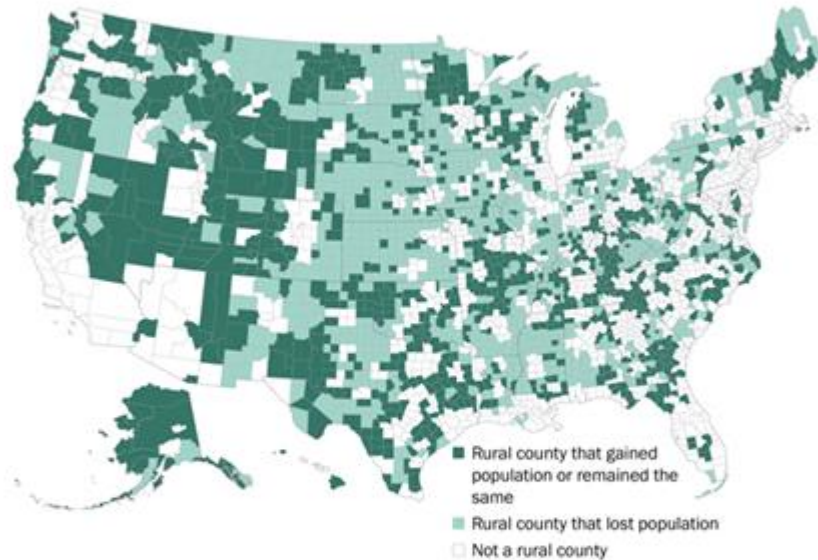 Rural county that gained
population or remained the
same
Rural county that lost population
Not a rural county